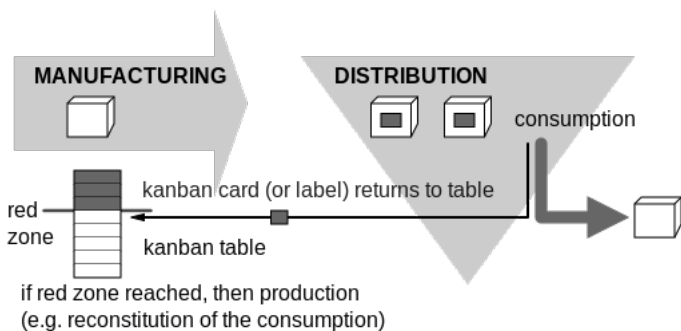 MANUFACTURING
DISTRIBUTION
consumption
kanban card (or label) returns to table
red
zone
kanban table
if red zone reached, then production
(e.g. reconstitution of the consumption)